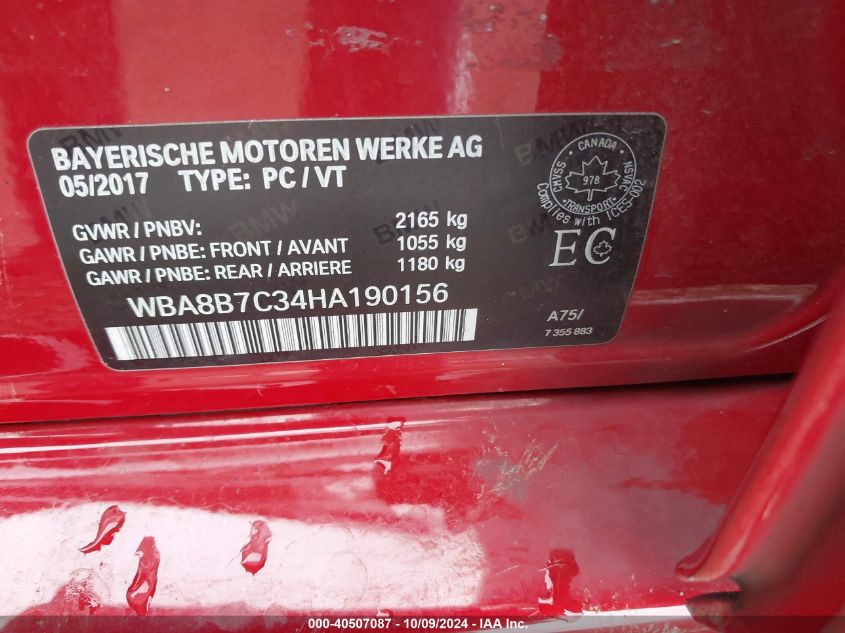 BAYERISCHE MOTOREN WERKE AG
05/2017 TYPE: PC / VT
GVWR / PNBV: 2165 kg
GAWR / PNBE: FRONT / AVANT 1055 kg
GAWR / PNBE: REAR / ARRIERE 1180 kg
WBA8B7C34HA190156
CANADA
CMVSS
NSVAC
978
TRANSPORT
Complies with ICES-002
EC
A75/
7 355 883
000-40507087 - 10/09/2024 - IAA Inc.